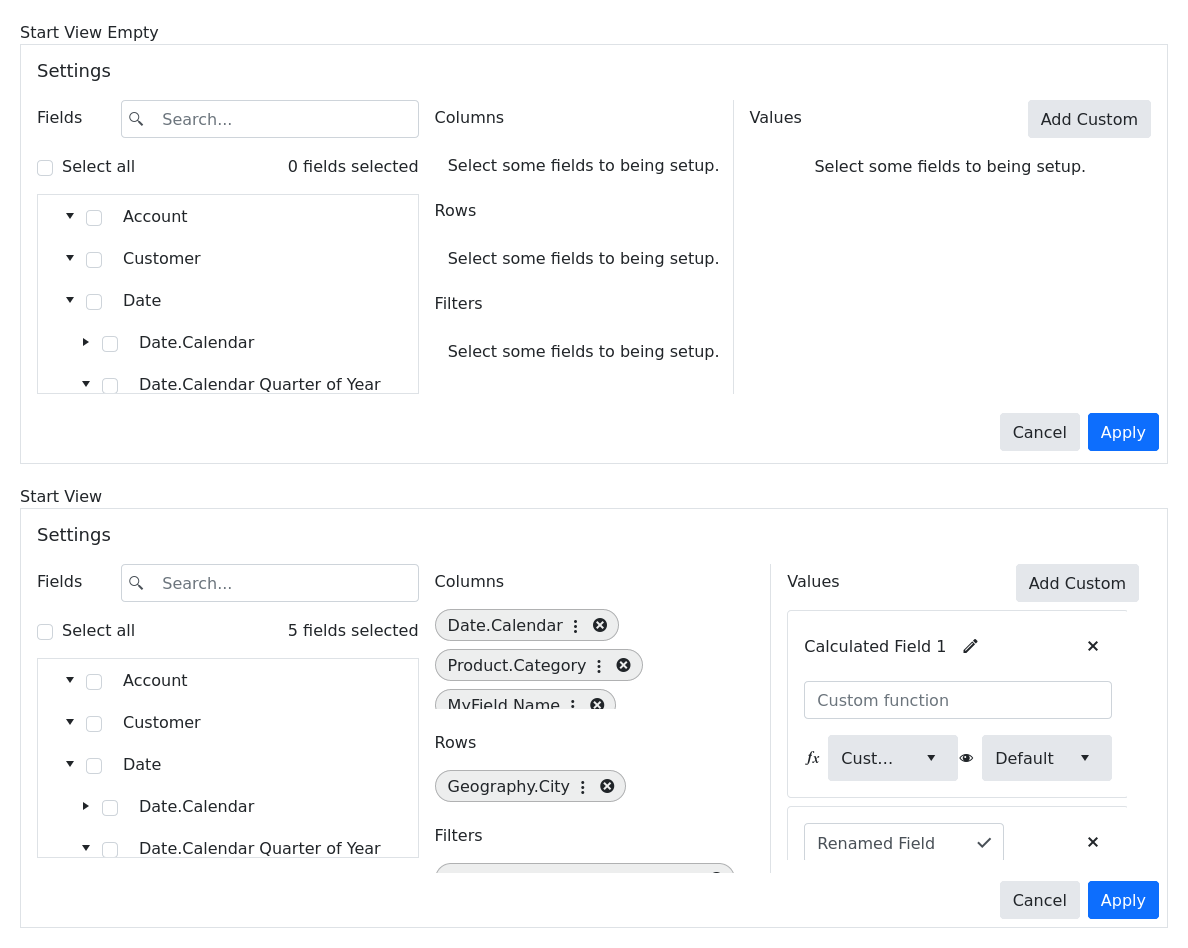 Start View Empty
Settings
Fields
Search...
Select all
0 fields selected
Account
Customer
Date
Date.Calendar
Date.Calendar Quarter of Year
Columns
Select some fields to being setup.
Rows
Select some fields to being setup.
Filters
Select some fields to being setup.
Values
Add Custom
Select some fields to being setup.
Cancel
Apply
Start View
Settings
Fields
Search...
Select all
5 fields selected
Account
Customer
Date
Date.Calendar
Date.Calendar Quarter of Year
Columns
Date.Calendar
Product.Category
MyField.Name
Rows
Geography.City
Filters
Values
Add Custom
Calculated Field 1
Custom function
fx
Cust...
Default
Renamed Field
Cancel
Apply